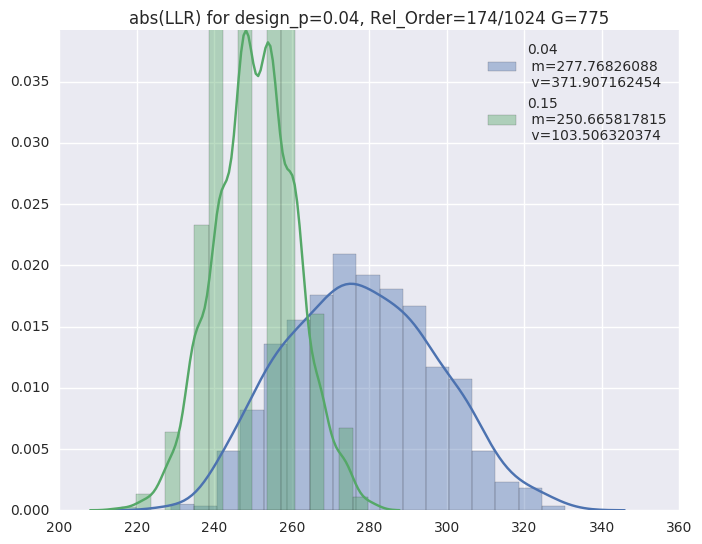 abs(LLR) for design_p=0.04, Rel_Order=174/1024 G=775
0.04
m=277.76826088
v=371.907162454
0.15
m=250.665817815
v=103.506320374
0.035
0.030
0.025
0.020
0.015
0.010
0.005
0.000
200 220 240 260 280 300 320 340 360